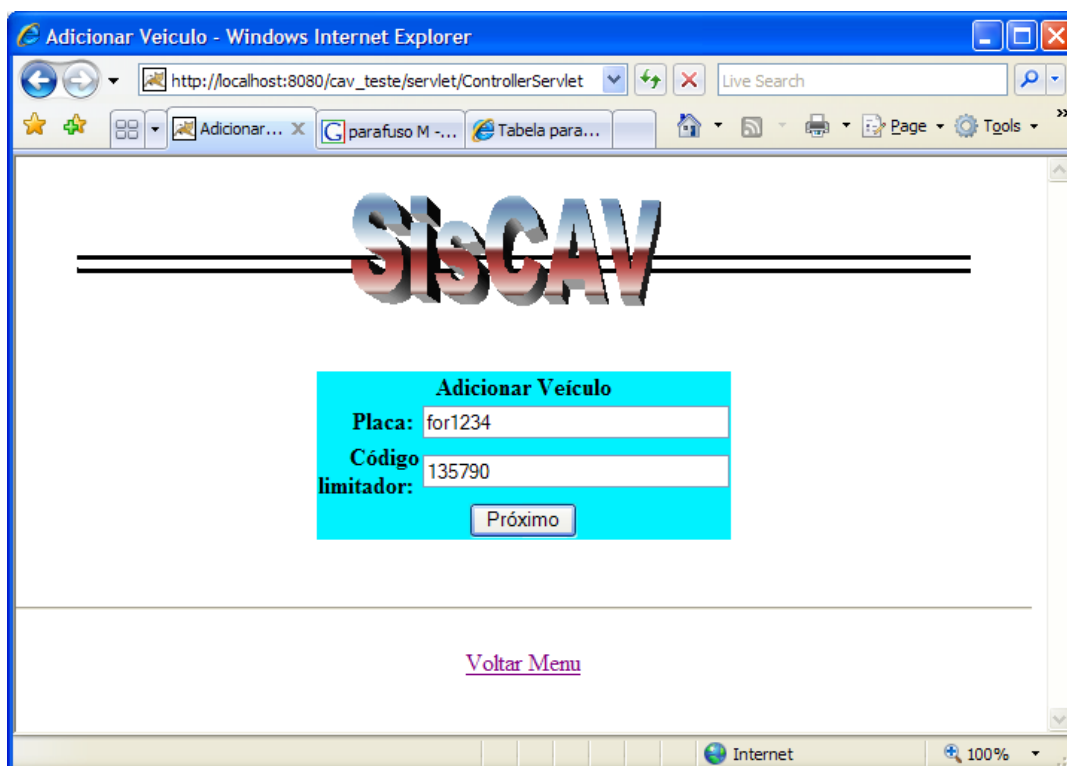 Adicionar Veiculo - Windows Internet Explorer
http://localhost:8080/cav_teste/servlet/ControllerServlet
Live Search
Adicionar...
parafuso M -...
Tabela para...
Page
Tools
»
SisCAV
Adicionar Veículo
Placa: for1234
Código
limitador: 135790
Próximo
Voltar Menu
Internet
100%